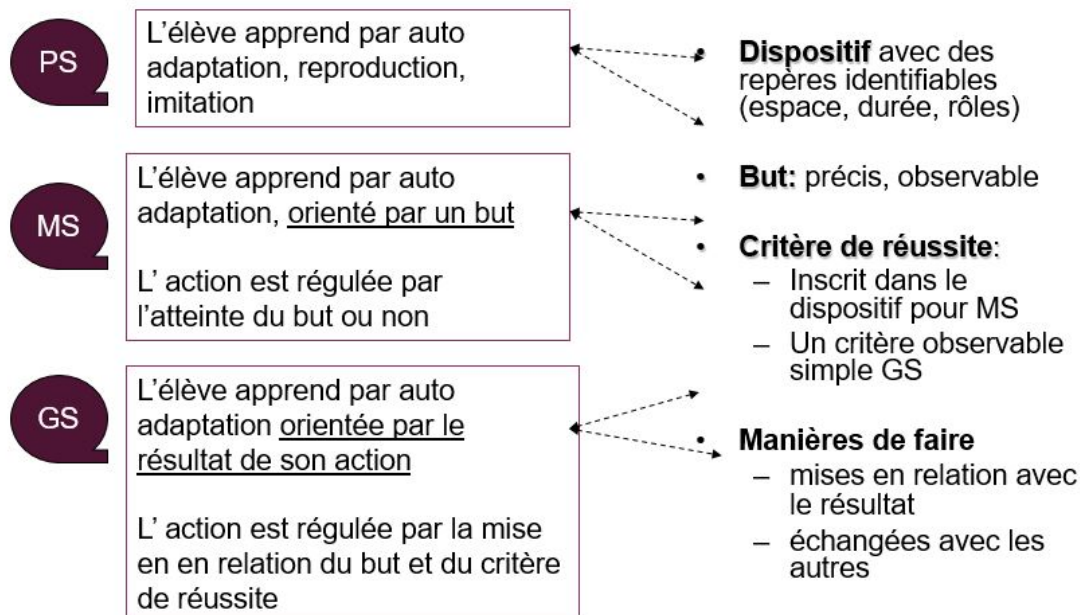 PS
L'élève apprend par auto
adaptation, reproduction,
imitation
MS
L'élève apprend par auto
adaptation, orienté par un but
L' action est régulée par
l'atteinte du but ou non
GS
L'élève apprend par auto
adaptation orientée par le
résultat de son action
L' action est régulée par la mise
en en relation du but et du critère
de réussite
• Dispositif avec des
repères identifiables
(espace, durée, rôles)
• But: précis, observable
• Critère de réussite:
– Inscrit dans le
dispositif pour MS
– Un critère observable
simple GS
• Manières de faire
– mises en relation avec
le résultat
– échangées avec les
autres